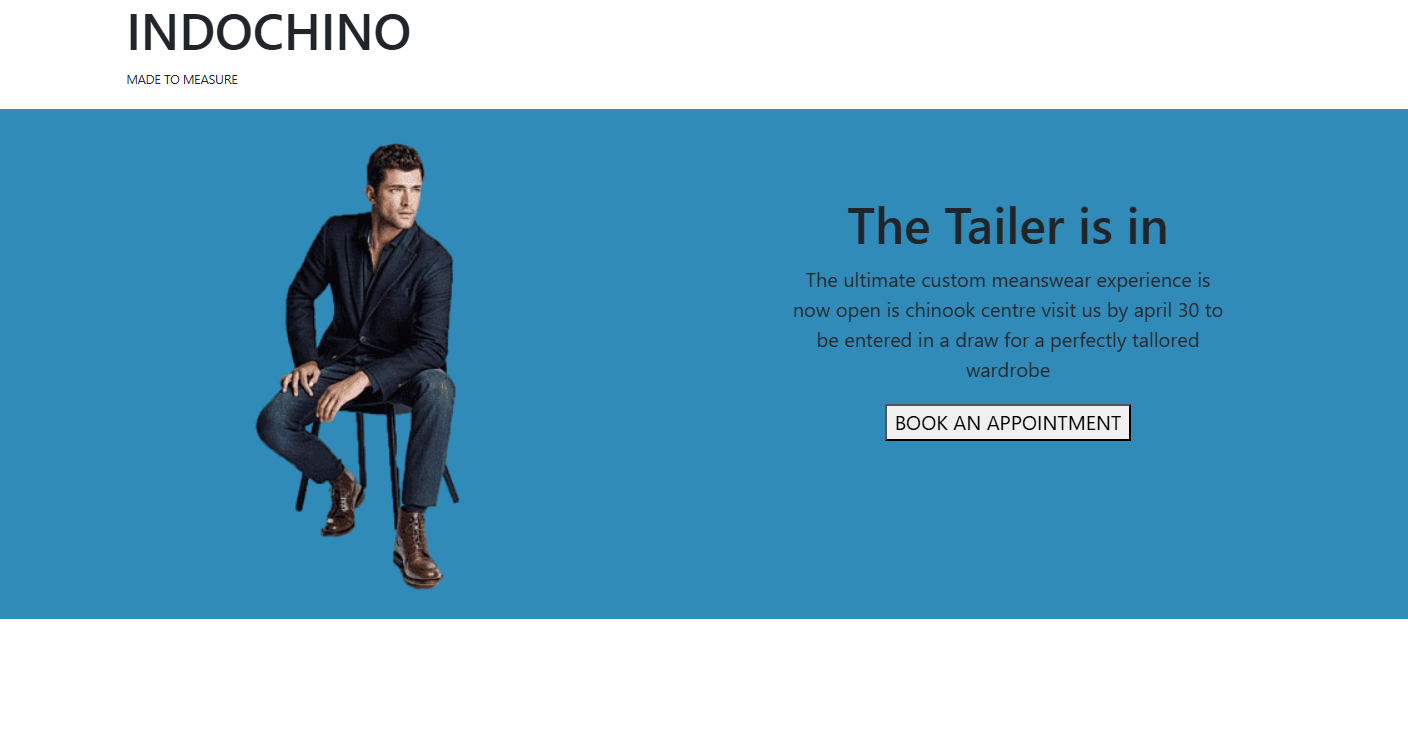 INDOCHINO
MADE TO MEASURE
The Tailer is in
The ultimate custom meanswear experience is
now open is chinook centre visit us by april 30 to
be entered in a draw for a perfectly tallored
wardrobe
BOOK AN APPOINTMENT